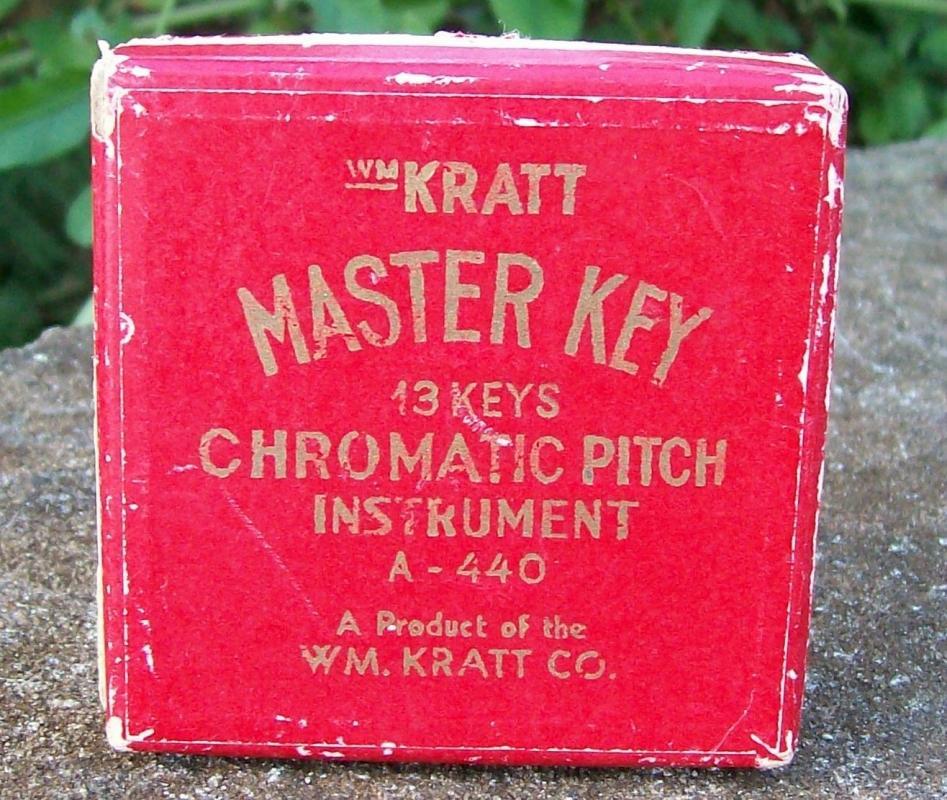 WM KRATT
MASTER KEY
13 KEYS
CHROMATIC PITCH
INSTRUMENT
A - 440
A Product of the
WM. KRATT CO.